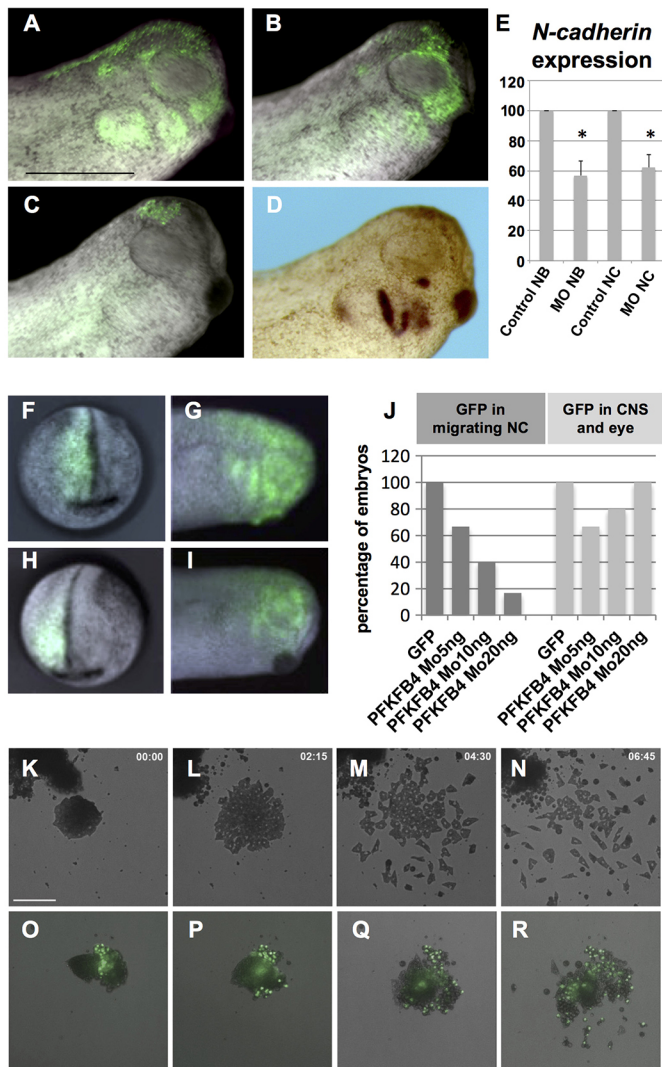 A
B
E
N-cadherin
expression
120
100
80
60
40
20
0
*
*
Control NB
MO NB
Control NC
MO NC
C
D
F
G
H
I
J
GFP in
migrating NC
GFP in CNS
and eye
percentage of embryos
120
100
80
60
40
20
0
GFP
PFKFB4 Mo5ng
PFKFB4 Mo10ng
PFKFB4 Mo20ng
GFP
PFKFB4 Mo5ng
PFKFB4 Mo10ng
PFKFB4 Mo20ng
K
00:00
L
02:15
M
04:30
N
06:45
O
P
Q
R